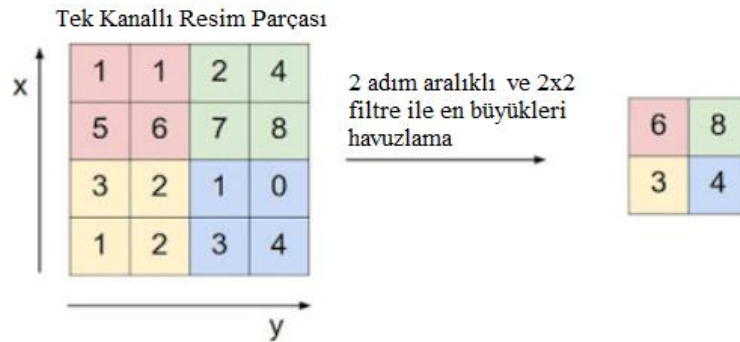 Tek Kanallı Resim Parçası
x
1 1 2 4
5 6 7 8
3 2 1 0
1 2 3 4
y
2 adım aralıklı ve 2x2
filtre ile en büyükleri
havuzlama
6 8
3 4